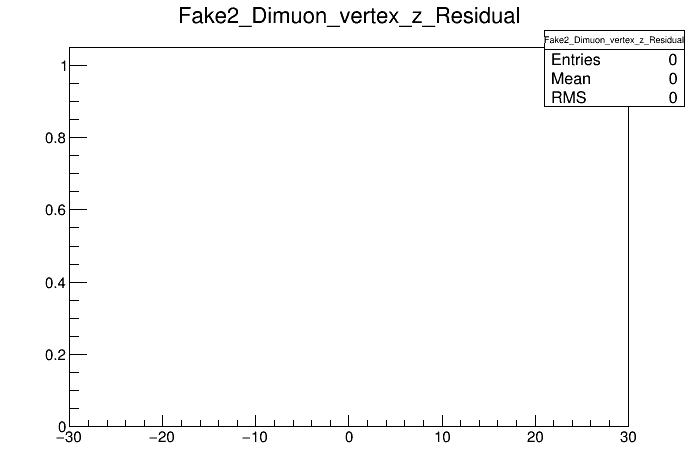 Fake2_Dimuon_vertex_z_Residual
Fake2_Dimuon_vertex_z_Residual
Entries 0
Mean 0
RMS 0
1
0.8
0.6
0.4
0.2
0
−30 −20 −10 0 10 20 30